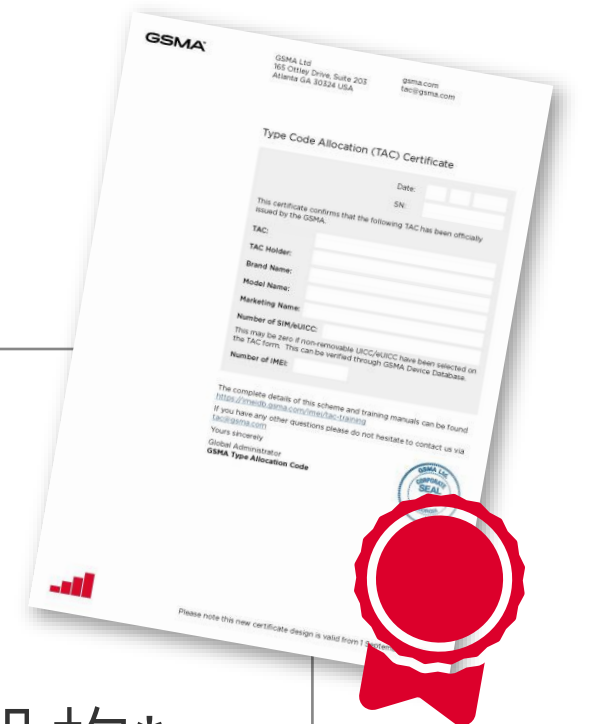 GSMA
GSMA Ltd
165 Ottley Drive, Suite 203
Atlanta GA 30324 USA
gsma.com
tac@gsma.com
Type Code Allocation (TAC) Certificate
Date:
SN:
This certificate confirms that the following TAC has been officially
issued by the GSMA.
TAC:
TAC Holder:
Brand Name:
Model Name:
Marketing Name:
Number of SIM/eUICC:
This may be zero if non-removable UICC/eUICC have been selected on
the TAC form. This can be verified through GSMA Device Database.
Number of IMEI:
The complete details of this scheme and training manuals can be found
https://imeidb.gsma.com/imei/tac-training
If you have any other questions please do not hesitate to contact us via
tac@gsma.com
Yours sincerely
Global Administrator
GSMA Type Allocation Code
GSMA Ltd.
CORPORATE
SEAL
Please note this new certificate design is valid from 1